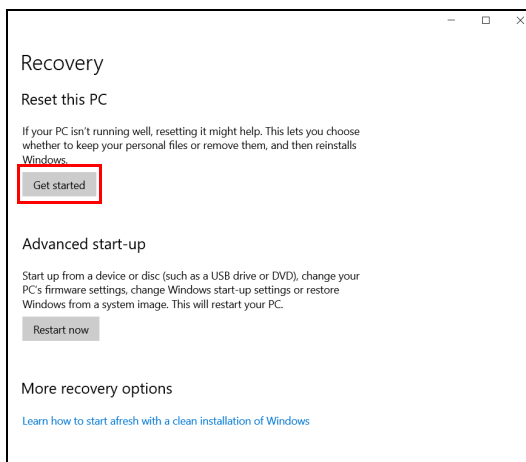 Recovery
Reset this PC
If your PC isn't running well, resetting it might help. This lets you choose
whether to keep your personal files or remove them, and then reinstalls
Windows.
Get started
Advanced start-up
Start up from a device or disc (such as a USB drive or DVD), change your
PC's firmware settings, change Windows start-up settings or restore
Windows from a system image. This will restart your PC.
Restart now
More recovery options
Learn how to start afresh with a clean installation of Windows